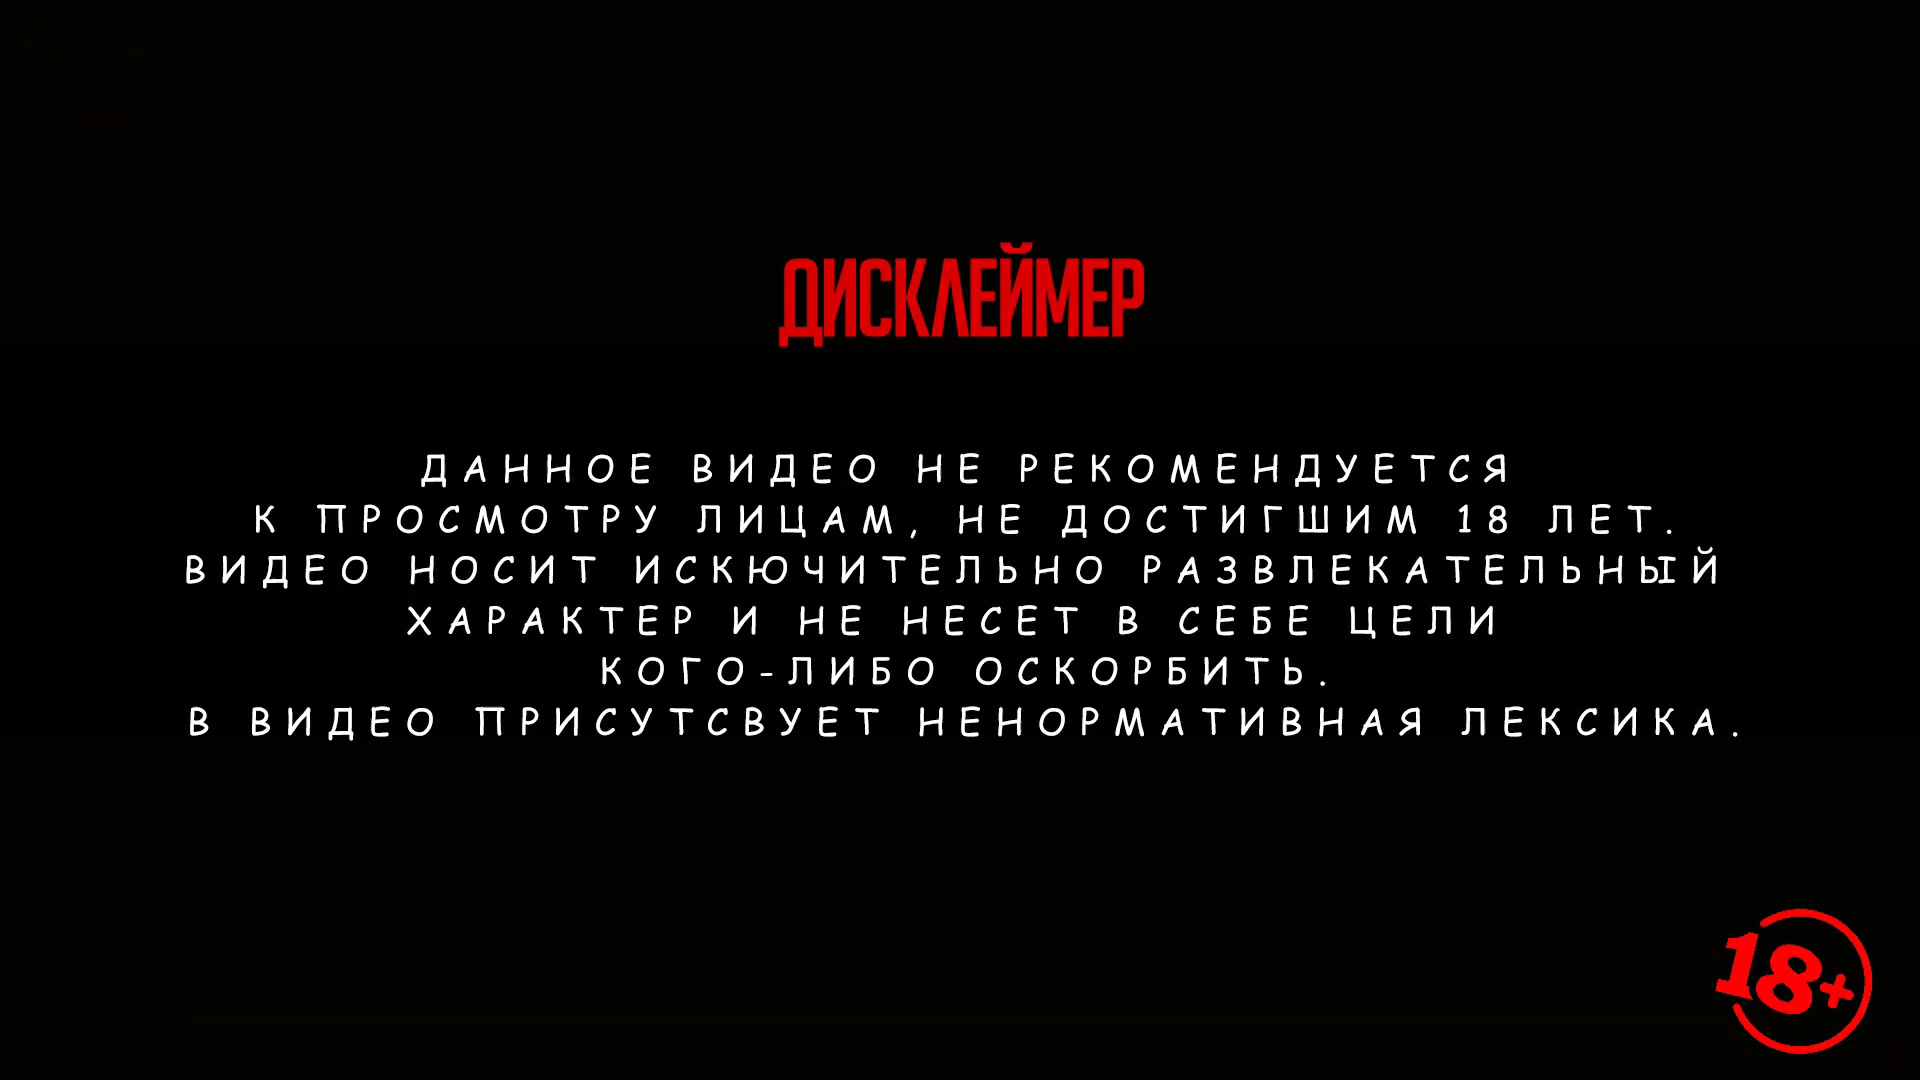 ДИСКЛЕЙМЕР
ДАННОЕ ВИДЕО НЕ РЕКОМЕНДУЕТСЯ
К ПРОСМОТРУ ЛИЦАМ, НЕ ДОСТИГШИМ 18 ЛЕТ.
ВИДЕО НОСИТ ИСКЮЧИТЕЛЬНО РАЗВЛЕКАТЕЛЬНЫЙ
ХАРАКТЕР И НЕ НЕСЕТ В СЕБЕ ЦЕЛИ
КОГО-ЛИБО ОСКОРБИТЬ.
В ВИДЕО ПРИСУТСВУЕТ НЕНОРМАТИВНАЯ ЛЕКСИКА.
18+